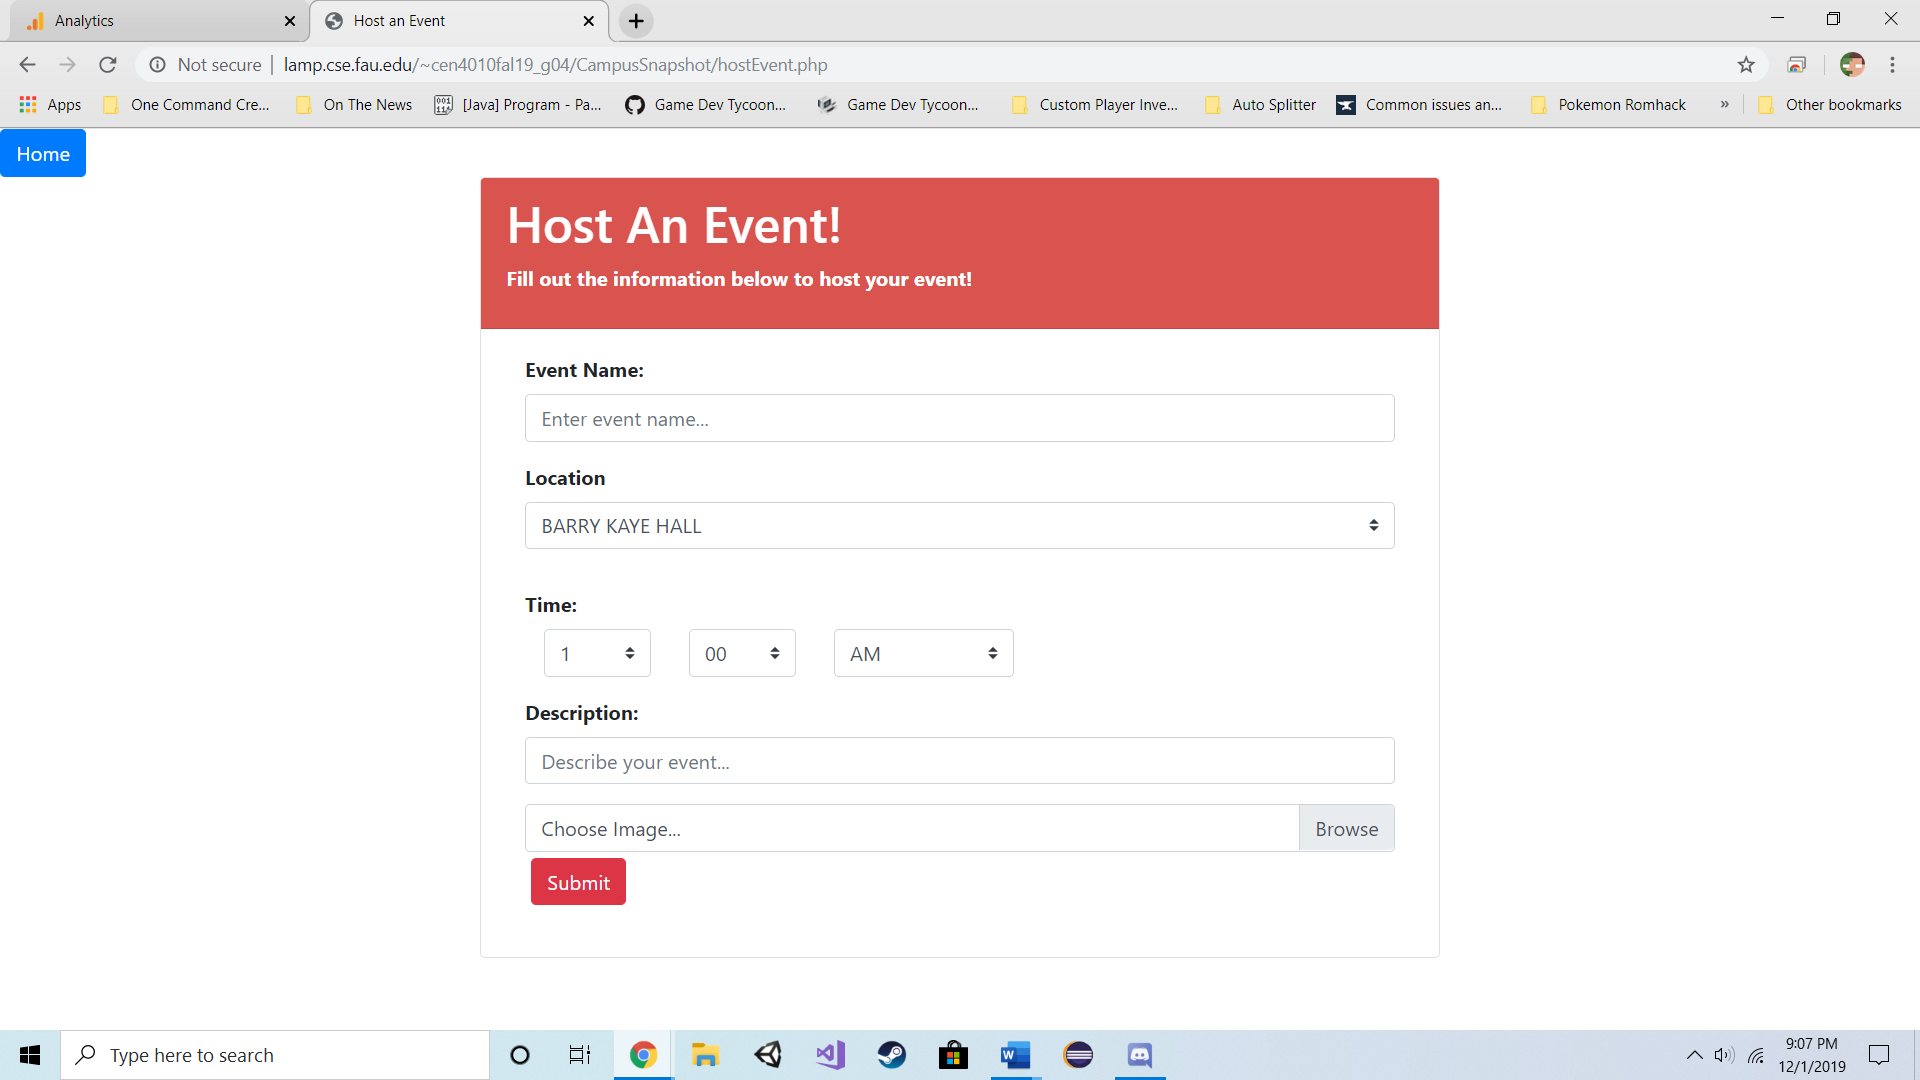 Analytics
Host an Event
Not secure | lamp.cse.fau.edu/~cen4010fal19_g04/CampusSnapshot/hostEvent.php
Apps One Command Cre... On The News [Java] Program - Pa... Game Dev Tycoon... Game Dev Tycoon... Custom Player Inve... Auto Splitter Common issues an... Pokemon Romhack » Other bookmarks
Home
Host An Event!
Fill out the information below to host your event!
Event Name:
Enter event name...
Location
BARRY KAYE HALL
Time:
1 00 AM
Description:
Describe your event...
Choose Image... Browse
Submit
Type here to search
9:07 PM
12/1/2019